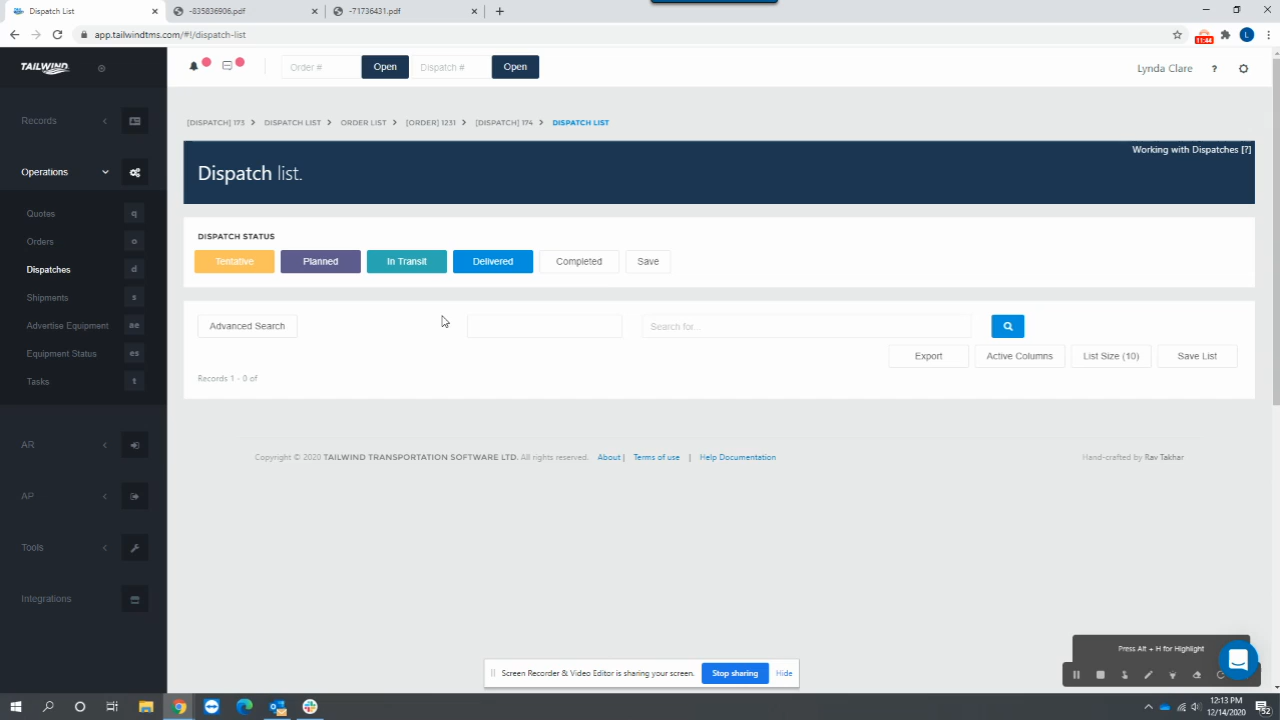 Dispatch List
-835836906.pdf
-71736431.pdf
app.tailwindtms.com/#!/dispatch-list
11:44
L
TAILWIND
Order #
Open
Dispatch #
Open
Lynda Clare
?
Records
Operations
Quotes q
Orders o
Dispatches d
Shipments s
Advertise Equipment ae
Equipment Status es
Tasks t
AR
AP
Tools
Integrations
[DISPATCH] 173 > DISPATCH LIST > ORDER LIST > [ORDER] 1231 > [DISPATCH] 174 > DISPATCH LIST
Working with Dispatches [?]
Dispatch list.
DISPATCH STATUS
Tentative Planned In Transit Delivered Completed Save
Advanced Search
Search for...
Export Active Columns List Size (10) Save List
Records 1 - 0 of
Copyright © 2020 TAILWIND TRANSPORTATION SOFTWARE LTD. All rights reserved. About | Terms of use | Help Documentation
Hand-crafted by Rav Takhar
Press Alt + H for Highlight
Screen Recorder & Video Editor is sharing your screen. Stop sharing Hide
12:13 PM
12/14/2020
52